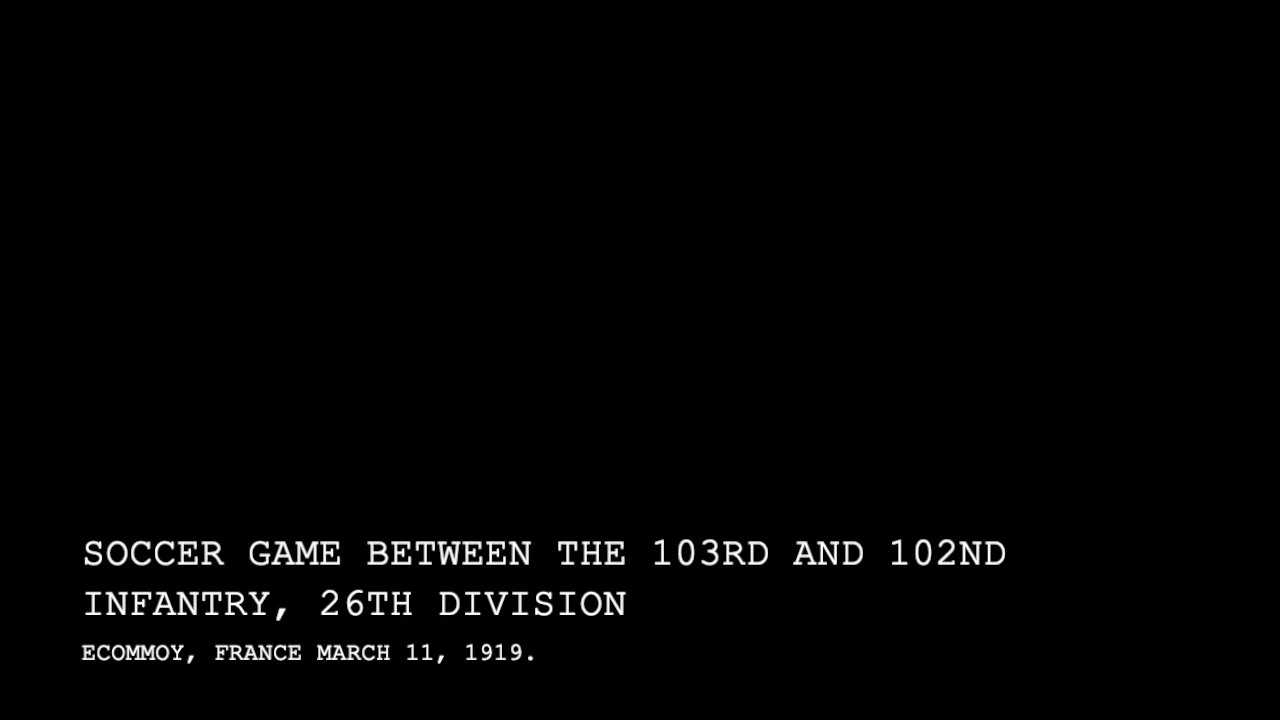 SOCCER GAME BETWEEN THE 103RD AND 102ND
INFANTRY, 26TH DIVISION
ECOMMOY, FRANCE MARCH 11, 1919.